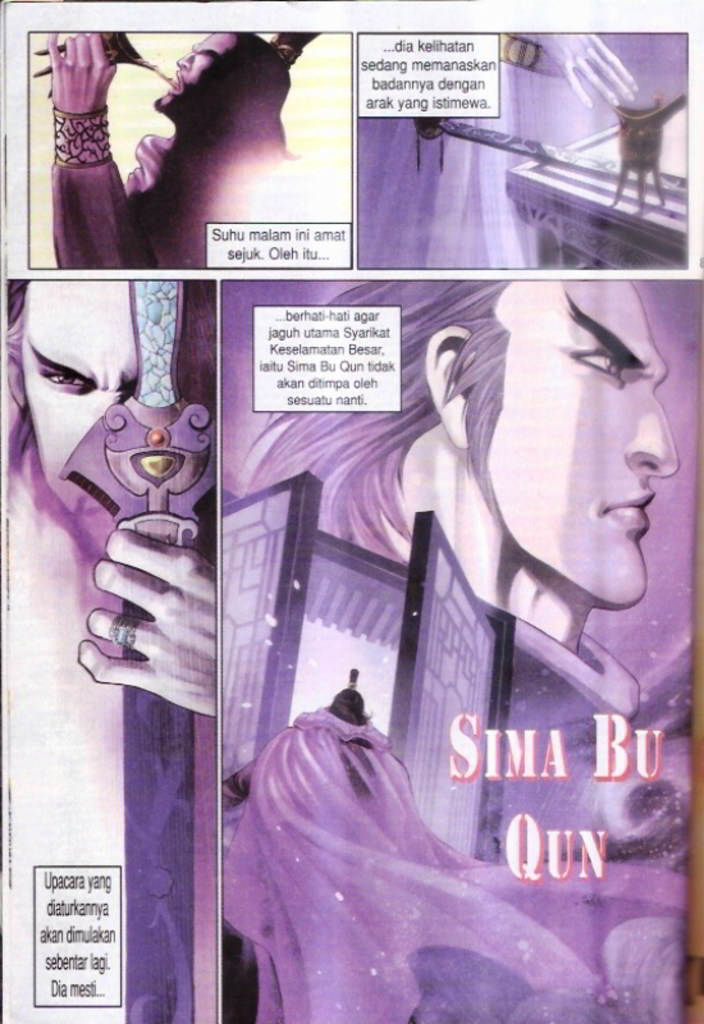 Suhu malam ini amat
sejuk. Oleh itu...
...dia kelihatan
sedang memanaskan
badannya dengan
arak yang istimewa.
Upacara yang
diaturkannya
akan dimulakan
sebentar lagi.
Dia mesti...
...berhati-hati agar
jaguh utama Syarikat
Keselamatan Besar,
iaitu Sima Bu Qun tidak
akan ditimpa oleh
sesuatu nanti.
SIMA BU
QUN